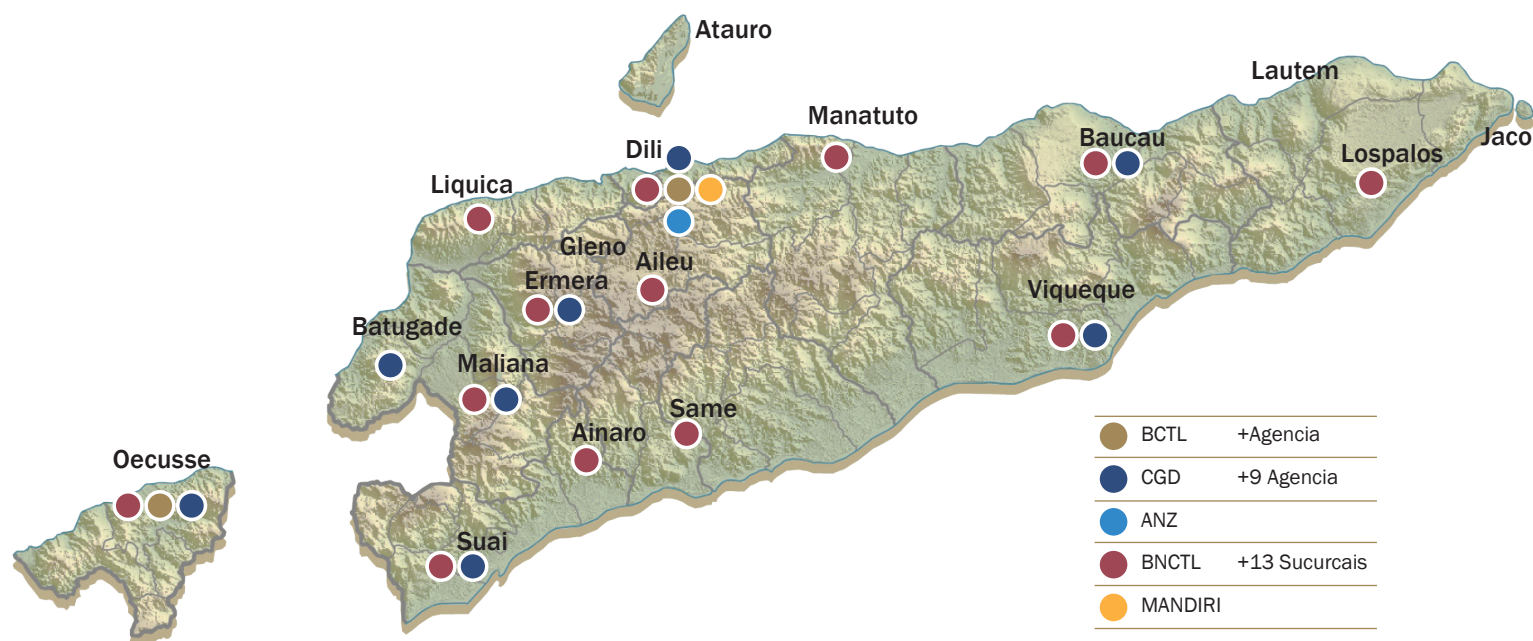 Atauro
Lautem
Manatuto
Jaco
Baucau
Dili
Lospalos
Liquica
Gleno
Aileu
Ermera
Viqueque
Batugade
Maliana
Same
Ainaro
Oecusse
Suai
BCTL +Agencia
CGD +9 Agencia
ANZ
BNCTL +13 Sucurcais
MANDIRI